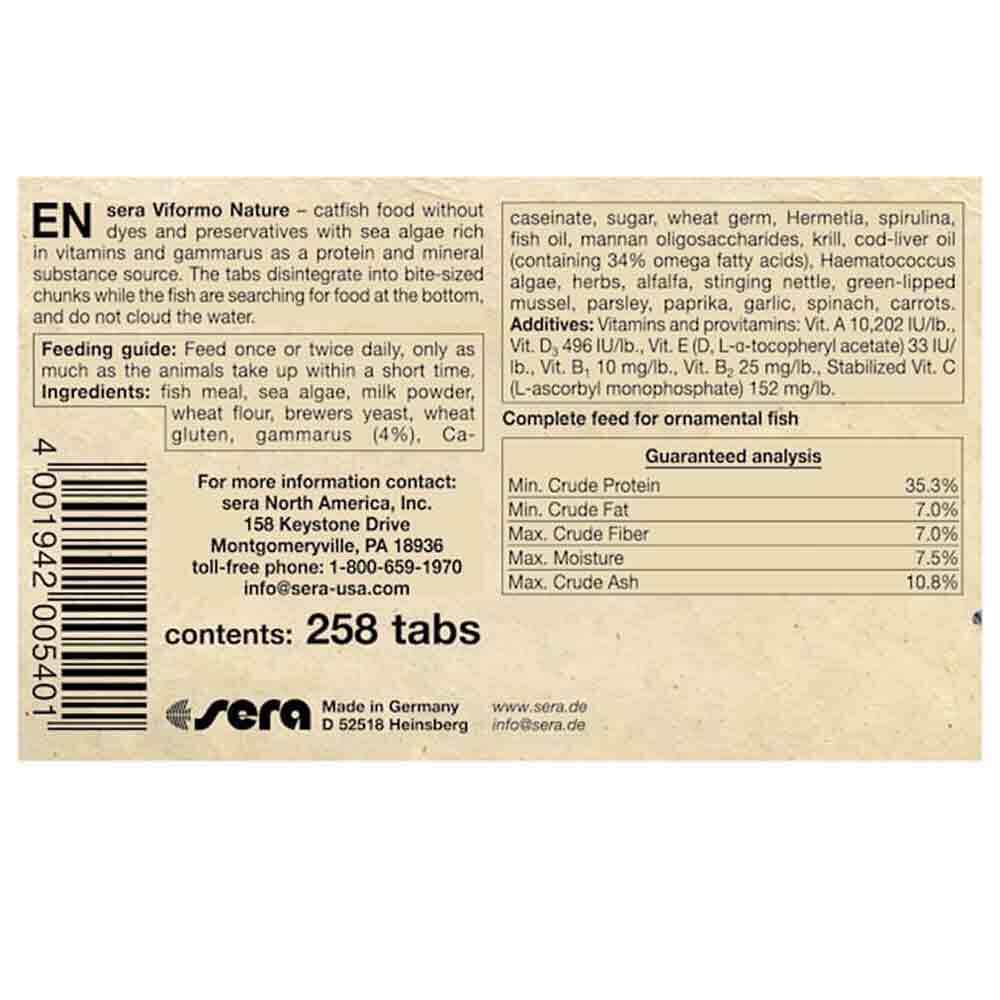 EN sera Viformo Nature – catfish food without
dyes and preservatives with sea algae rich
in vitamins and gammarus as a protein and mineral
substance source. The tabs disintegrate into bite-sized
chunks while the fish are searching for food at the bottom,
and do not cloud the water.
Feeding guide: Feed once or twice daily, only as
much as the animals take up within a short time.
Ingredients: fish meal, sea algae, milk powder,
wheat flour, brewers yeast, wheat
gluten, gammarus (4%), Ca-
caseinate, sugar, wheat germ, Hermetia, spirulina,
fish oil, mannan oligosaccharides, krill, cod-liver oil
(containing 34% omega fatty acids), Haematococcus
algae, herbs, alfalfa, stinging nettle, green-lipped
mussel, parsley, paprika, garlic, spinach, carrots.
Additives: Vitamins and provitamins: Vit. A 10,202 IU/lb.,
Vit. D₃ 496 IU/lb., Vit. E (D, L-α-tocopheryl acetate) 33 IU/
lb., Vit. B₁ 10 mg/lb., Vit. B₂ 25 mg/lb., Stabilized Vit. C
(L-ascorbyl monophosphate) 152 mg/lb.
Complete feed for ornamental fish
Guaranteed analysis
Min. Crude Protein 35.3%
Min. Crude Fat 7.0%
Max. Crude Fiber 7.0%
Max. Moisture 7.5%
Max. Crude Ash 10.8%
For more information contact:
sera North America, Inc.
158 Keystone Drive
Montgomeryville, PA 18936
toll-free phone: 1-800-659-1970
info@sera-usa.com
contents: 258 tabs
4 001942 005401
sera Made in Germany www.sera.de
D 52518 Heinsberg info@sera.de